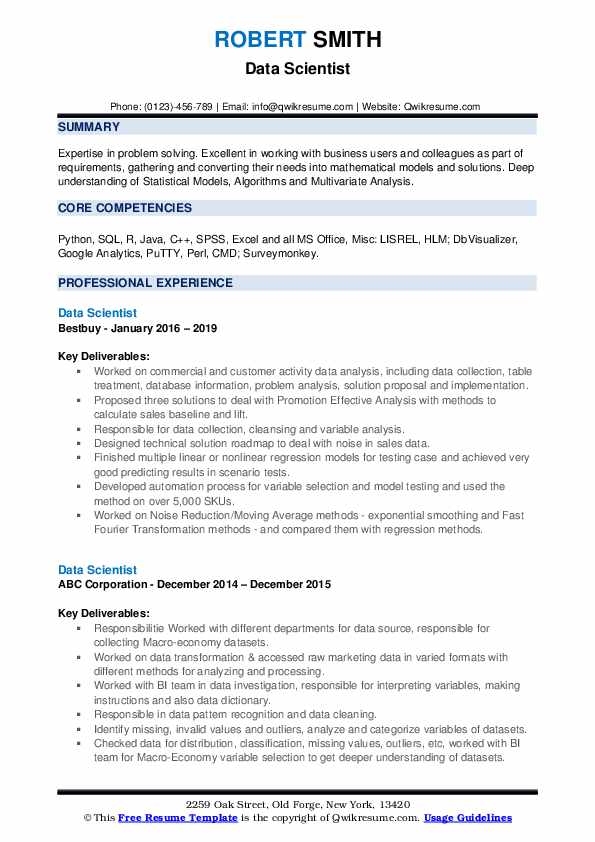 ROBERT SMITH
Data Scientist
Phone: (0123)-456-789 | Email: info@qwikresume.com | Website: Qwikresume.com
SUMMARY
Expertise in problem solving. Excellent in working with business users and colleagues as part of
requirements, gathering and converting their needs into mathematical models and solutions. Deep
understanding of Statistical Models, Algorithms and Multivariate Analysis.
CORE COMPETENCIES
Python, SQL, R, Java, C++, SPSS, Excel and all MS Office, Misc: LISREL, HLM; DbVisualizer,
Google Analytics, PuTTY, Perl, CMD; Surveymonkey.
PROFESSIONAL EXPERIENCE
Data Scientist
Bestbuy - January 2016 – 2019
Key Deliverables:
▪ Worked on commercial and customer activity data analysis, including data collection, table
treatment, database information, problem analysis, solution proposal and implementation.
▪ Proposed three solutions to deal with Promotion Effective Analysis with methods to
calculate sales baseline and lift.
▪ Responsible for data collection, cleansing and variable analysis.
▪ Designed technical solution roadmap to deal with noise in sales data.
▪ Finished multiple linear or nonlinear regression models for testing case and achieved very
good predicting results in scenario tests.
▪ Developed automation process for variable selection and model testing and used the
method on over 5,000 SKUs.
▪ Worked on Noise Reduction/Moving Average methods - exponential smoothing and Fast
Fourier Transformation methods - and compared them with regression methods.
Data Scientist
ABC Corporation - December 2014 – December 2015
Key Deliverables:
▪ Responsibilitie Worked with different departments for data source, responsible for
collecting Macro-economy datasets.
▪ Worked on data transformation & accessed raw marketing data in varied formats with
different methods for analyzing and processing.
▪ Worked with BI team in data investigation, responsible for interpreting variables, making
instructions and also data dictionary.
▪ Responsible in data pattern recognition and data cleaning.
▪ Identify missing, invalid values and outliers, analyze and categorize variables of datasets.
▪ Checked data for distribution, classification, missing values, outliers, etc, worked with BI
team for Macro-Economy variable selection to get deeper understanding of datasets.
2259 Oak Street, Old Forge, New York, 13420
© This Free Resume Template is the copyright of Qwikresume.com. Usage Guidelines